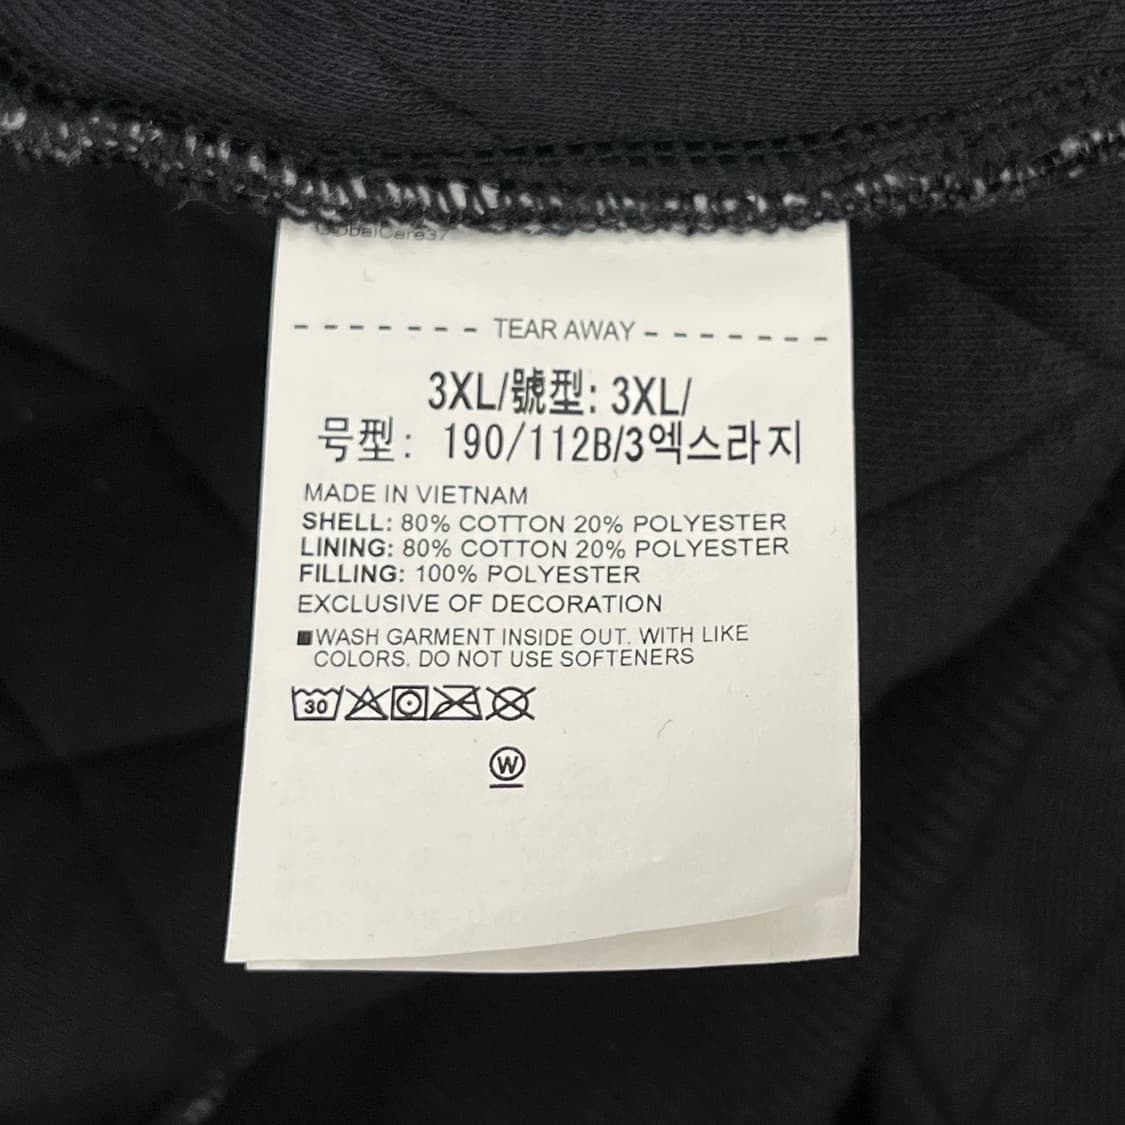 GlobalCare37
- - - - - - - TEAR AWAY - - - - - - -
3XL/號型: 3XL/
号型: 190/112B/3엑스라지
MADE IN VIETNAM
SHELL: 80% COTTON 20% POLYESTER
LINING: 80% COTTON 20% POLYESTER
FILLING: 100% POLYESTER
EXCLUSIVE OF DECORATION
■WASH GARMENT INSIDE OUT. WITH LIKE
COLORS. DO NOT USE SOFTENERS
30
W